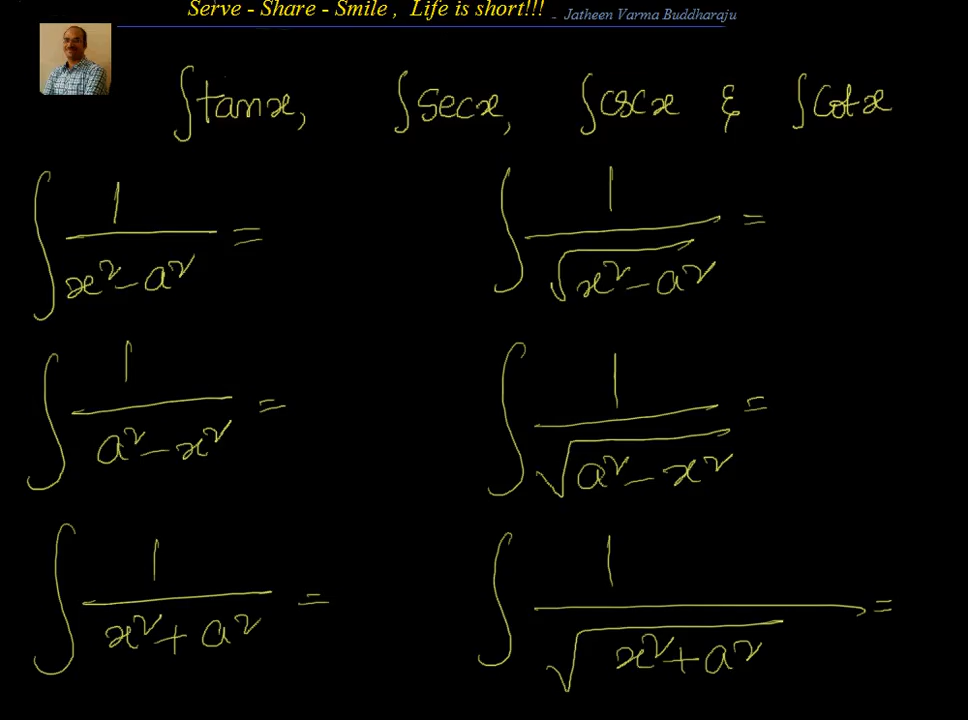 Serve - Share - Smile , Life is short!!! - Jatheen Varma Buddharaju
∫tanx, ∫secx, ∫cscx & ∫cotx
∫ 1/(x²-a²) = ∫ 1/√(x²-a²) =
∫ 1/(a²-x²) = ∫ 1/√(a²-x²) =
∫ 1/(x²+a²) = ∫ 1/√(x²+a²) =